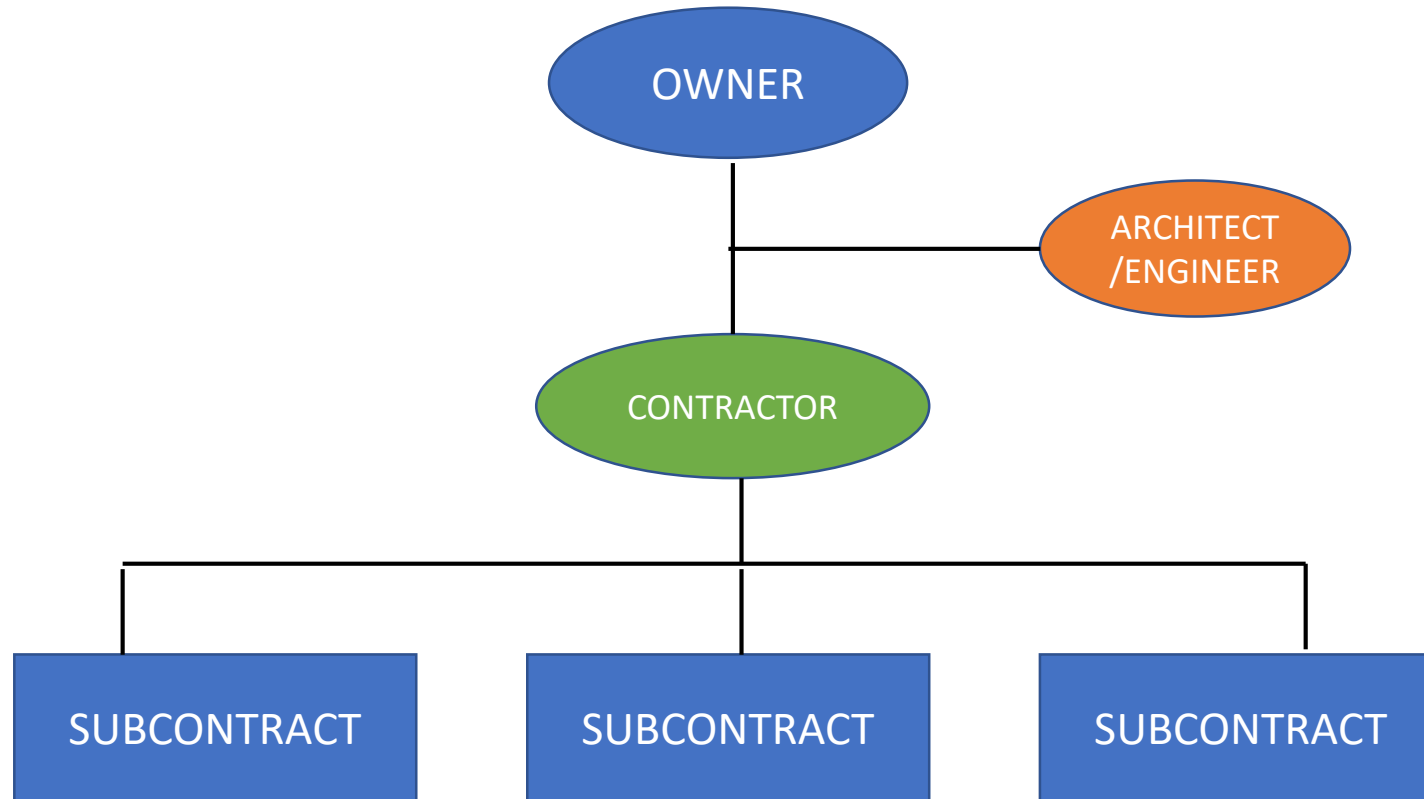 OWNER
ARCHITECT
/ENGINEER
CONTRACTOR
SUBCONTRACT
SUBCONTRACT
SUBCONTRACT